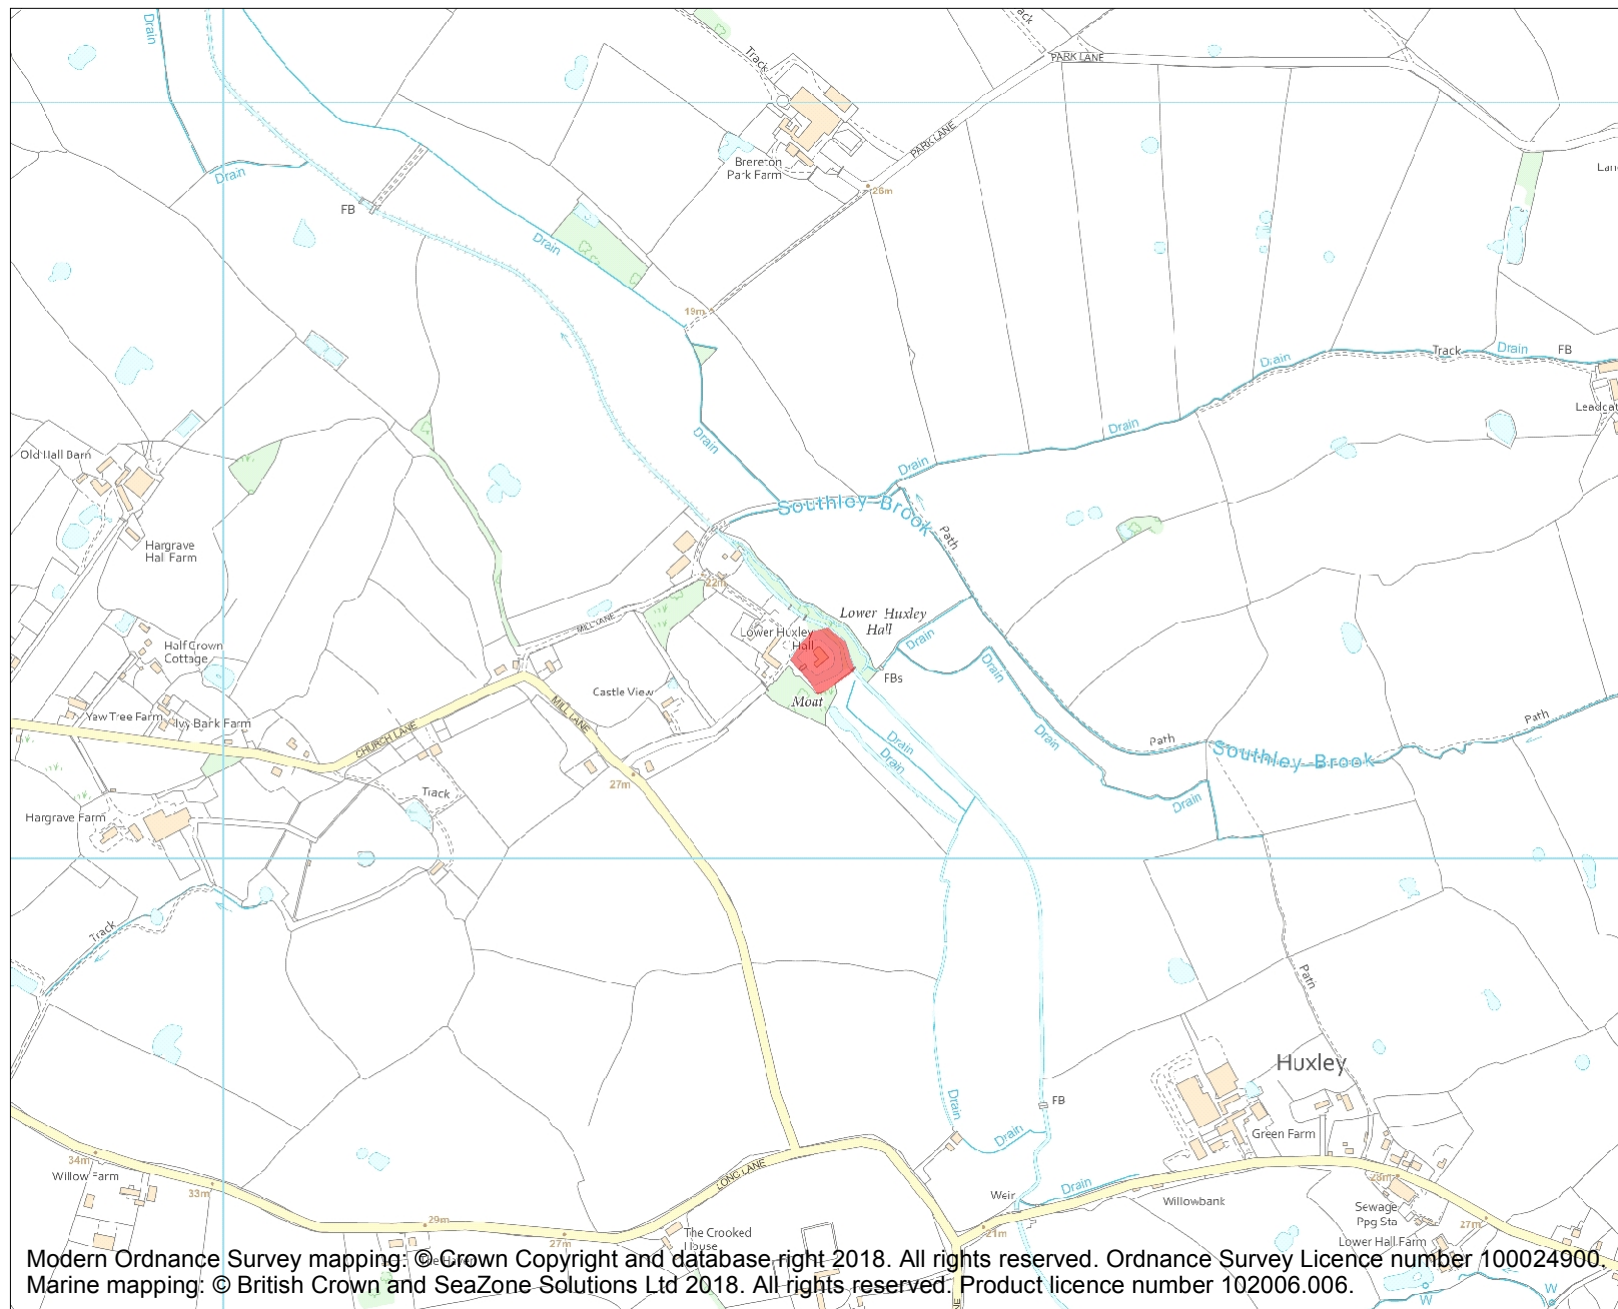 Drain
Track
PARK LANE
Brereton
Park Farm
PARK LANE
26m
Drain
FB
Drain
19m
Drain
Track
Drain
FB
Drain
Drain
Drain
Southley Brook
Path
Old Hall Barn
Hargrave
Hall Farm
22m
MILL LANE
Lower Huxley
Hall
Lower Huxley
Hall
Drain
Drain
FBs
Moat
Half Crown
Cottage
Castle View
Yew Tree Farm
Ivy Bank Farm
CHURCH LANE
MILL LANE
27m
Drain
Drain
Drain
Path
Southley Brook
Path
Drain
Track
Hargrave Farm
Track
Path
Huxley
FB
Drain
Drain
Green Farm
34m
Willow Farm
33m
LONG LANE
29m
27m
The Crooked
House
Weir
Drain
21m
Willowbank
28m
Sewage
Ppg Sta
27m
Lower Hall Farm
W
W
Modern Ordnance Survey mapping: © Crown Copyright and database right 2018. All rights reserved. Ordnance Survey Licence number 100024900.
Marine mapping: © British Crown and SeaZone Solutions Ltd 2018. All rights reserved. Product licence number 102006.006.